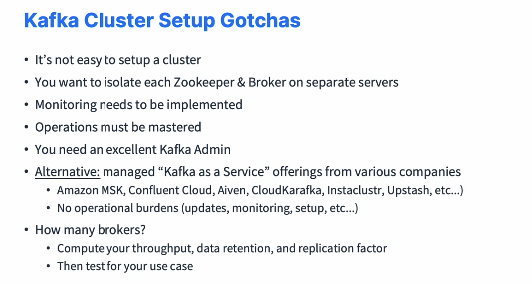 Kafka Cluster Setup Gotchas
• It's not easy to setup a cluster
• You want to isolate each Zookeeper & Broker on separate servers
• Monitoring needs to be implemented
• Operations must be mastered
• You need an excellent Kafka Admin
• Alternative: managed “Kafka as a Service” offerings from various companies
• Amazon MSK, Confluent Cloud, Aiven, CloudKarafka, Instaclustr, Upstash, etc...)
• No operational burdens (updates, monitoring, setup, etc...)
• How many brokers?
• Compute your throughput, data retention, and replication factor
• Then test for your use case